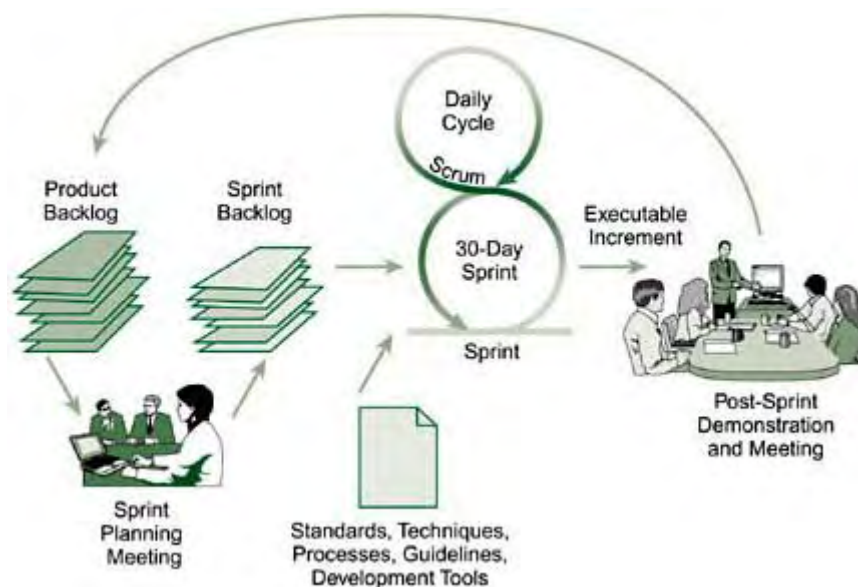 Daily
Cycle
Scrum
Product
Backlog
Sprint
Backlog
30-Day
Sprint
Executable
Increment
Sprint
Sprint
Planning
Meeting
Standards, Techniques,
Processes, Guidelines,
Development Tools
Post-Sprint
Demonstration
and Meeting